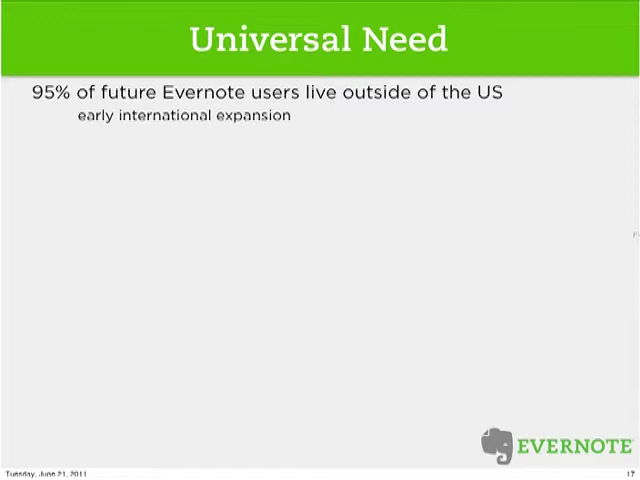 Universal Need
95% of future Evernote users live outside of the US
early international expansion
EVERNOTE
Tuesday, June 21, 2011
17